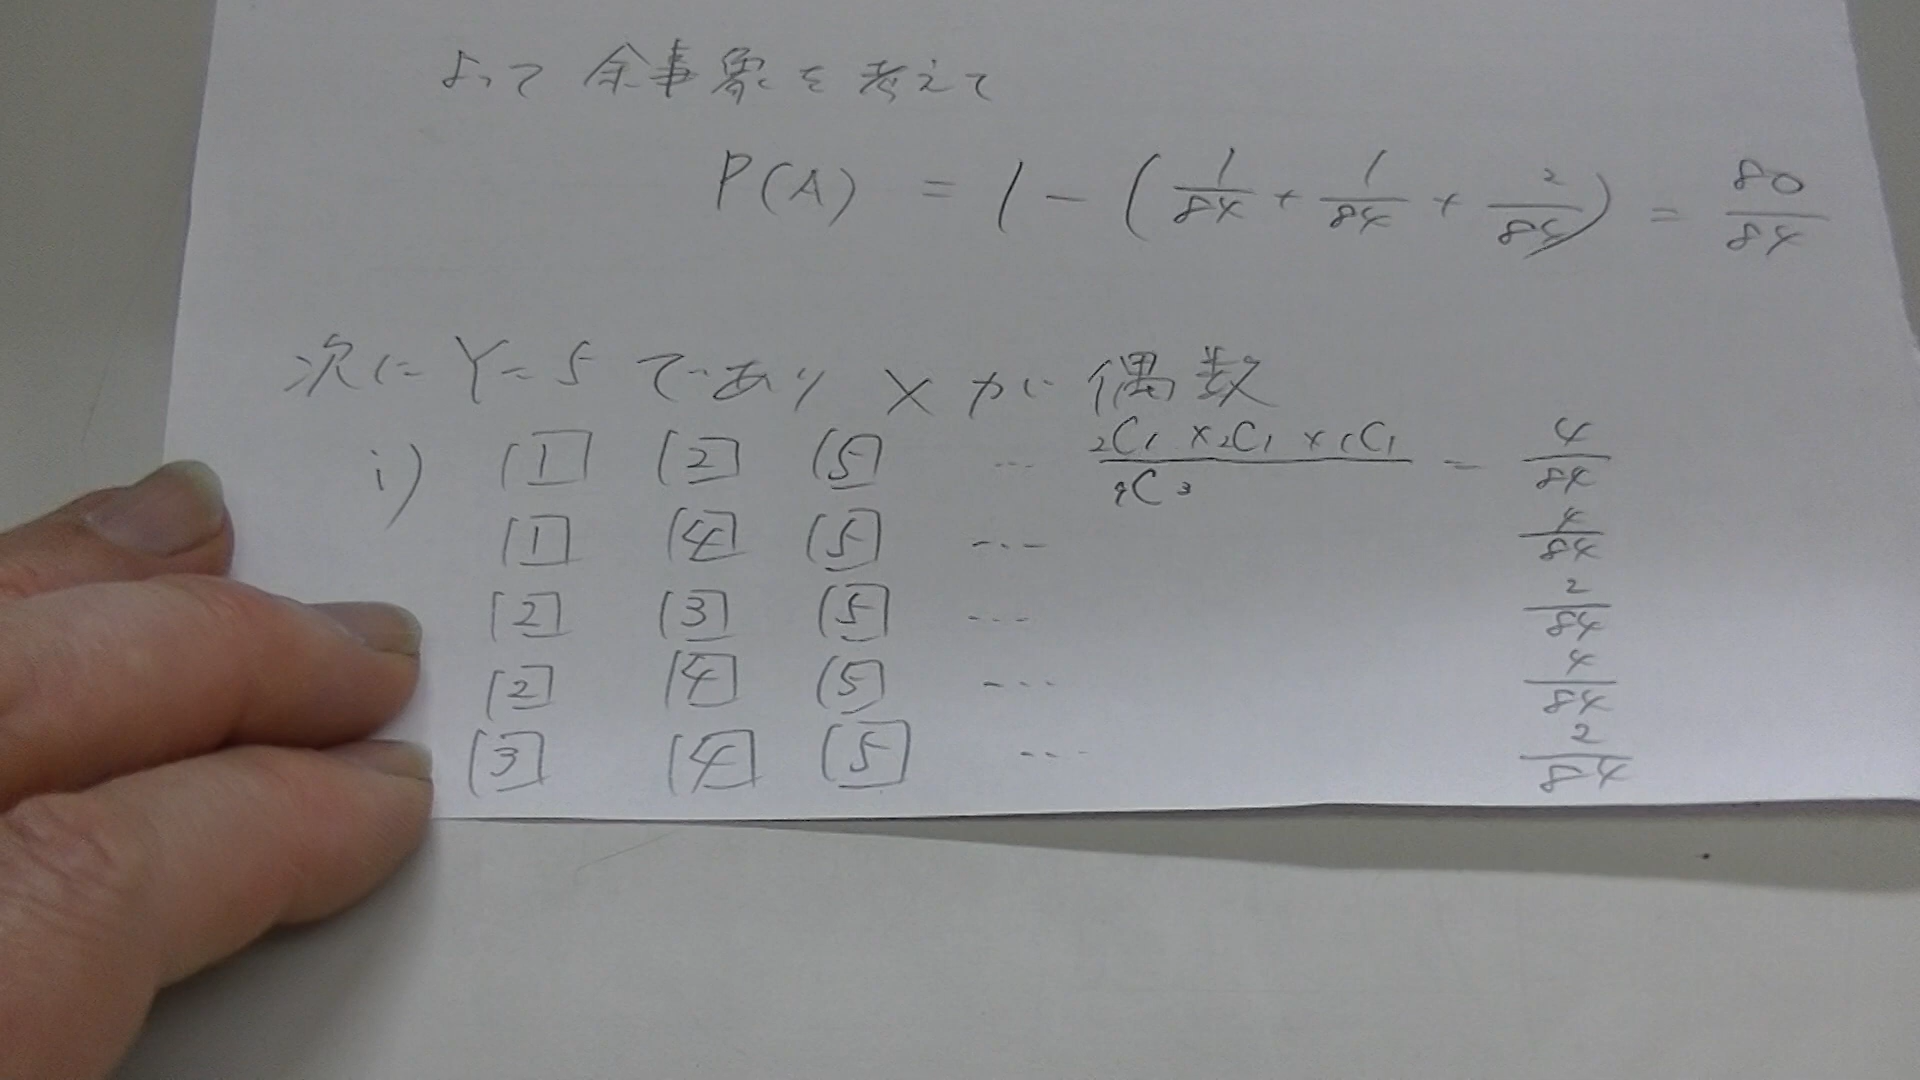 よって余事象を考えて
P(A) = 1 - (1/84 + 1/84 + 2/84) = 80/84
次に Y=5 であり X が 偶数
i) [1] [2] [5] … 2C1 × 2C1 × 1C1 / 9C3 = 4/84
[1] [4] [5] … 4/84
[2] [3] [5] … 2/84
[2] [4] [5] … 4/84
[3] [4] [5] … 2/84